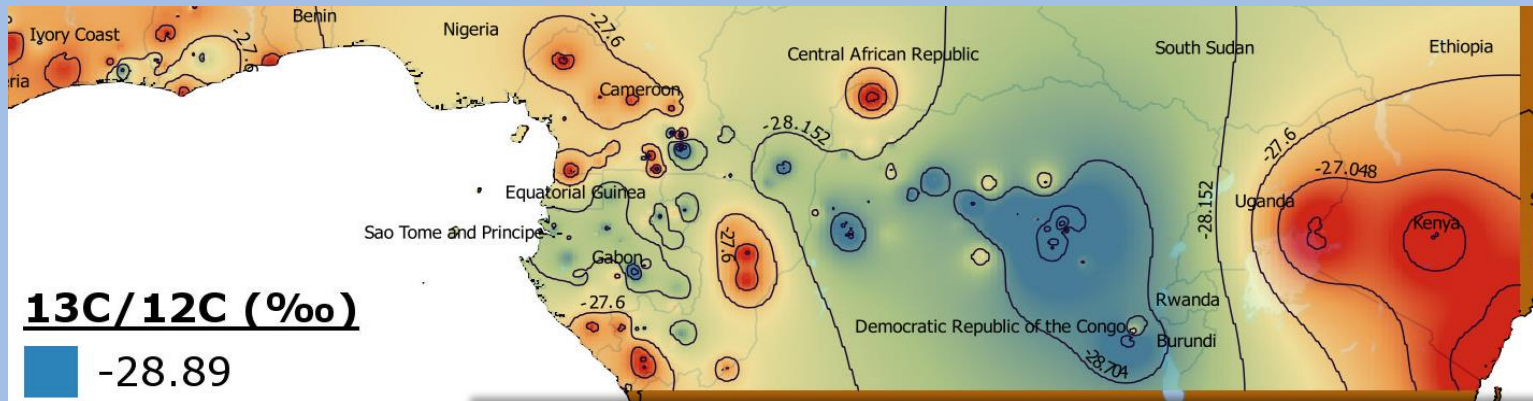 Benin
Nigeria
Ivory Coast
-27.6
-27.6
Central African Republic
South Sudan
Ethiopia
Cameroon
-28.152
-27.6
-27.048
Equatorial Guinea
-28.152
Uganda
Sao Tome and Principe
-27.6
Kenya
Gabon
13C/12C (‰)
-27.6
Rwanda
Democratic Republic of the Congo
Burundi
-28.704
-28.89